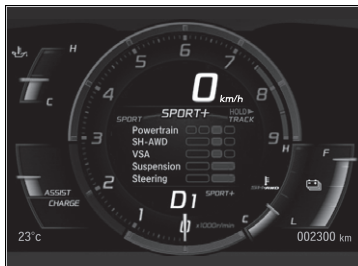 5
6
7
4
8
3
9
2
1
0
H
C
0
km/h
SPORT+
HOLD
SPORT
TRACK
Powertrain
SH-AWD
VSA
Suspension
Steering
SPORT+
D1
x1000r/min
H
C
F
L
ASSIST
CHARGE
23°c
002300 km